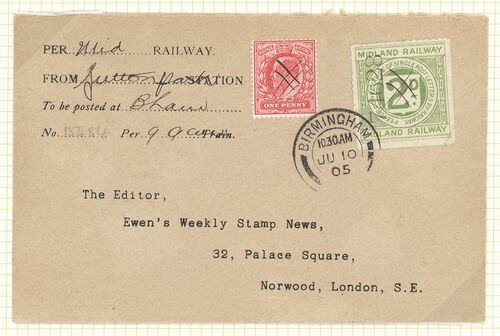 PER Mid RAILWAY.
FROM Sutton Park STATION
To be posted at B'ham
No. Per 9 a.m. Train.
ONE PENNY
MIDLAND RAILWAY
2D
MIDLAND RAILWAY
BIRMINGHAM
10.30AM
JU 10
05
The Editor,
Ewen's Weekly Stamp News,
32, Palace Square,
Norwood, London, S.E.